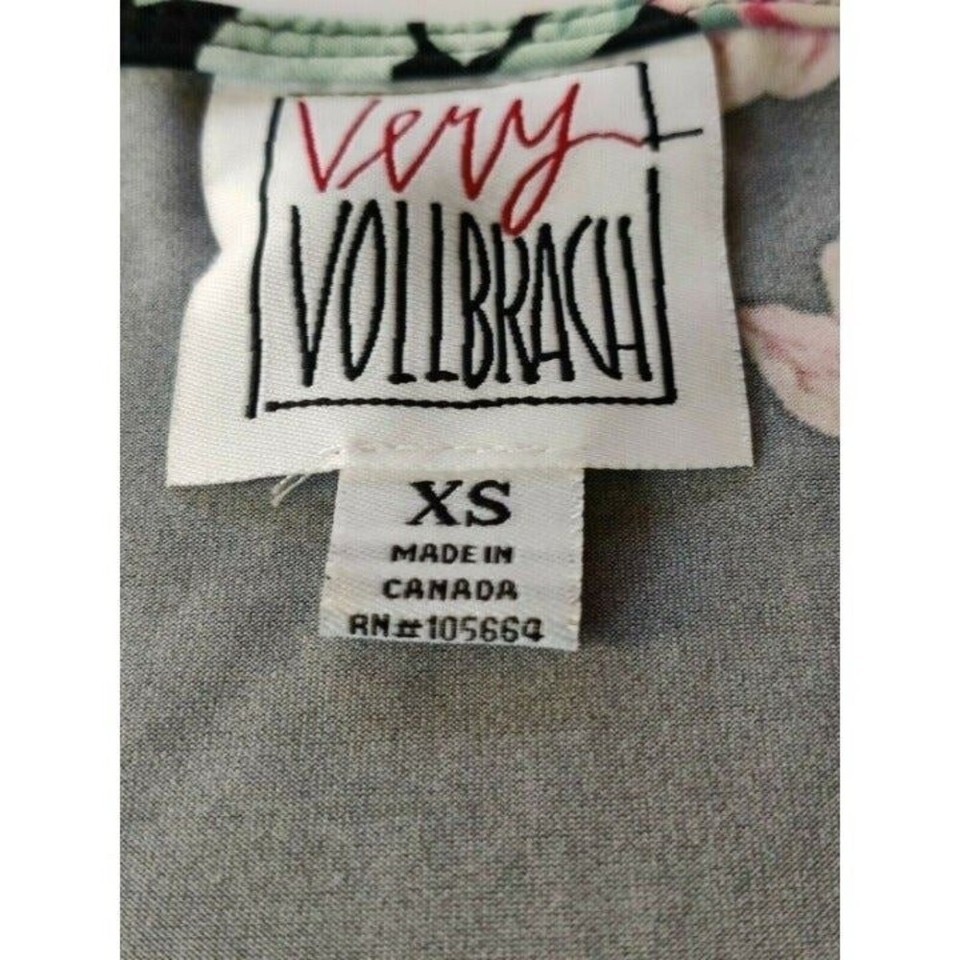 Very
VOLLBRACH
XS
MADE IN
CANADA
RN#105664